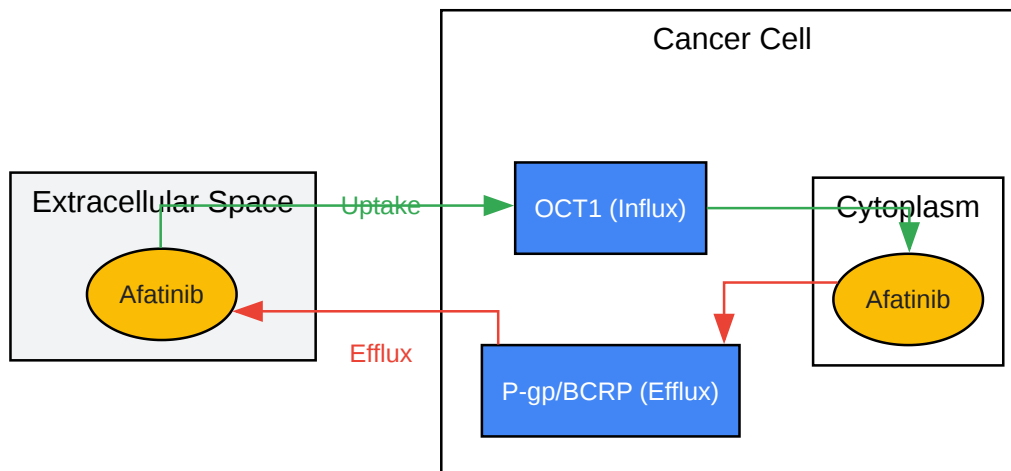 Cancer Cell
Extracellular Space
Uptake
OCT1 (Influx)
Cytoplasm
Afatinib
Afatinib
Efflux
P-gp/BCRP (Efflux)